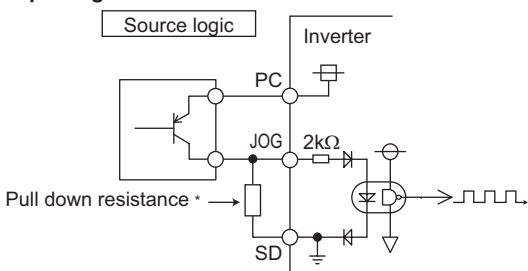 Source logic
Inverter
PC
JOG
2kΩ
Pull down resistance *
SD